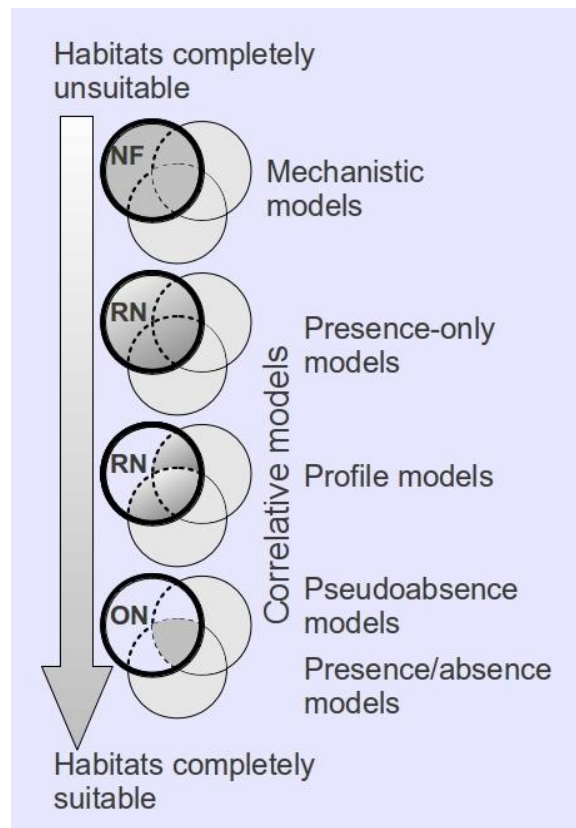 Habitats completely
unsuitable
NF
Mechanistic
models
RN
Presence-only
models
Correlative models
RN
Profile models
ON
Pseudoabsence
models
Presence/absence
models
Habitats completely
suitable